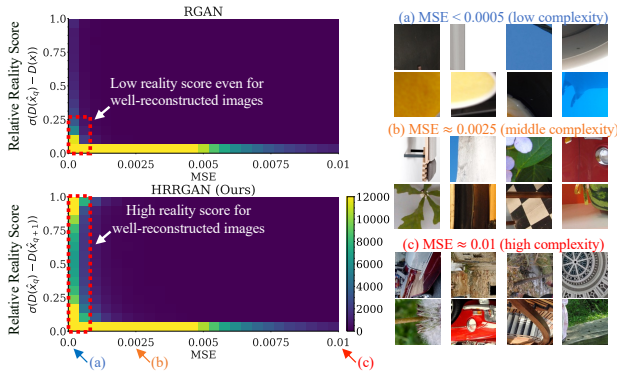 RGAN
Relative Reality Score
σ(D(x̂_q) − D(x))
1.0
0.75
0.50
0.25
0.0
Low reality score even for
well-reconstructed images
0.0 0.0025 0.005 0.0075 0.01
MSE
HRRGAN (Ours)
Relative Reality Score
σ(D(x̂_q) − D(x̂_{q+1}))
1.0
0.75
0.50
0.25
0.0
High reality score for
well-reconstructed images
0.0 0.0025 0.005 0.0075 0.01
MSE
12000
10000
8000
6000
4000
2000
0
(a) (b) (c)
(a) MSE < 0.0005 (low complexity)
(b) MSE ≈ 0.0025 (middle complexity)
(c) MSE ≈ 0.01 (high complexity)